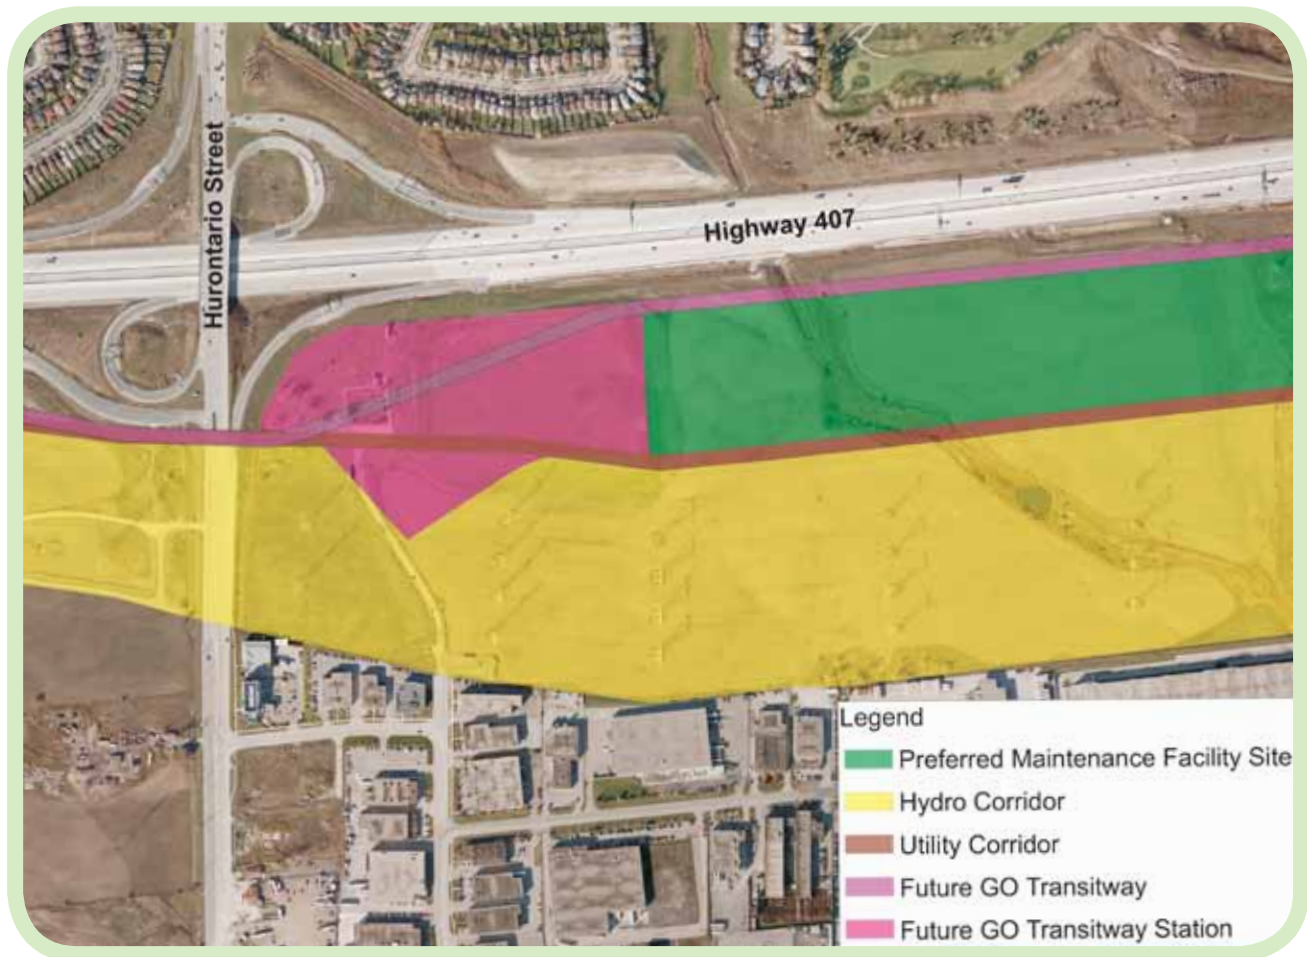 Hurontario Street
Highway 407
Legend
Preferred Maintenance Facility Site
Hydro Corridor
Utility Corridor
Future GO Transitway
Future GO Transitway Station